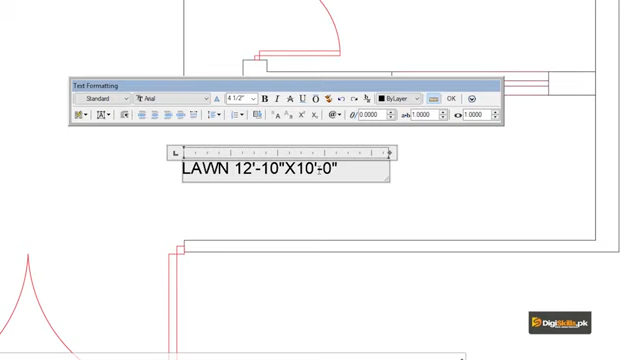 Text Formatting
Standard Arial 4 1/2" B I A U O ByLayer OK
@ 0.0000 a•b 1.0000 1.0000
LAWN 12'-10"X10'-0"
DigiSkills.pk